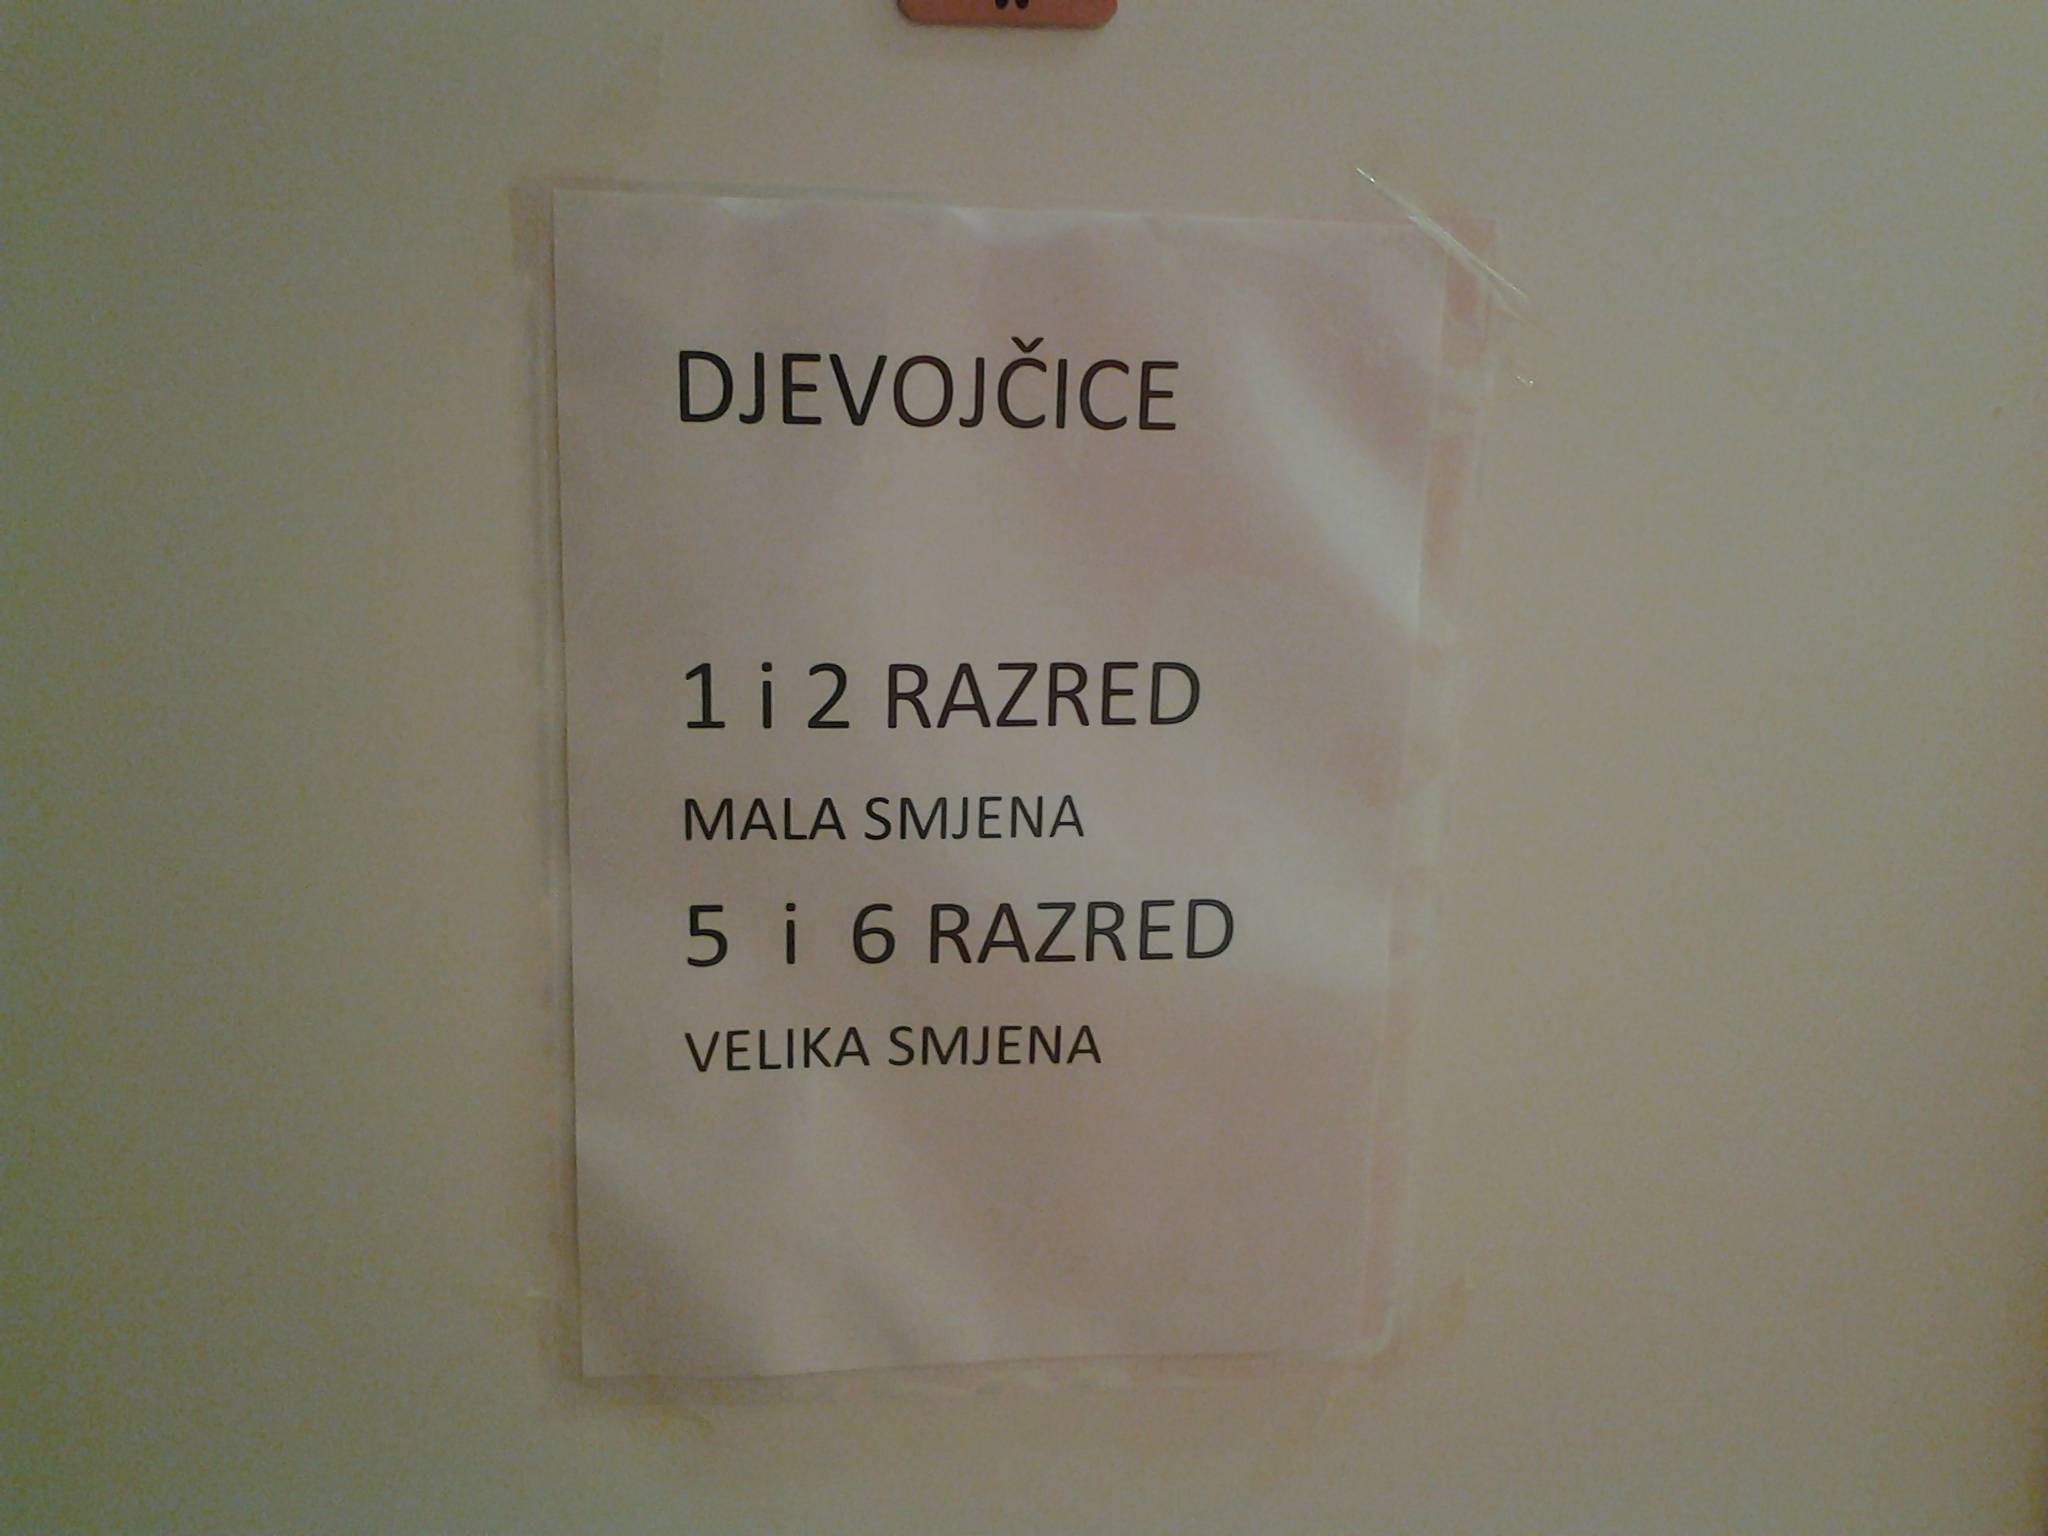 DJEVOJČICE
1 i 2 RAZRED
MALA SMJENA
5 i 6 RAZRED
VELIKA SMJENA